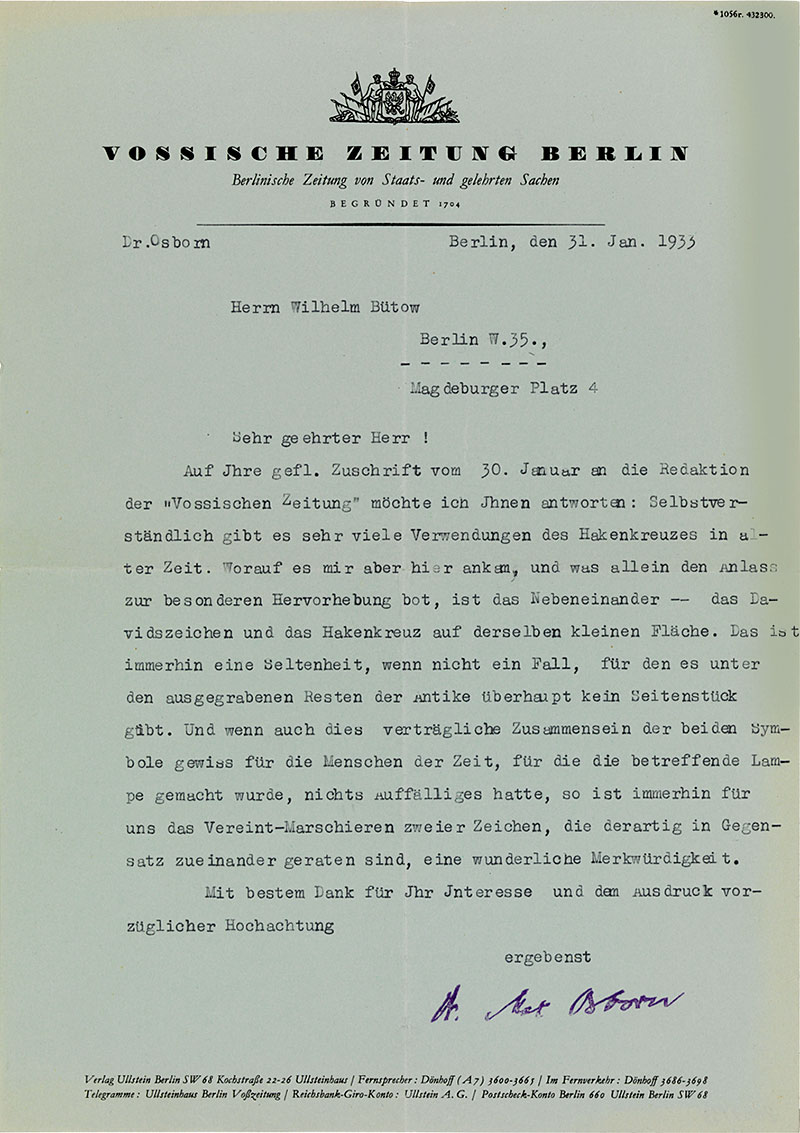 *1056r. 432300.
VOSSISCHE ZEITUNG BERLIN
Berlinische Zeitung von Staats- und gelehrten Sachen
BEGRÜNDET 1704
Dr.Osborn
Berlin, den 31. Jan. 1933
Herrn Wilhelm Bütow
Berlin W.35.,
Magdeburger Platz 4
Sehr geehrter Herr !
Auf Jhre gefl. Zuschrift vom 30. Januar an die Redaktion
der "Vossischen Zeitung" möchte ich Jhnen antworten: Selbstver-
ständlich gibt es sehr viele Verwendungen des Hakenkreuzes in al-
ter Zeit. Worauf es mir aber hier ankam, und was allein den Anlass
zur besonderen Hervorhebung bot, ist das Nebeneinander -- das Da-
vidszeichen und das Hakenkreuz auf derselben kleinen Fläche. Das ist
immerhin eine Seltenheit, wenn nicht ein Fall, für den es unter
den ausgegrabenen Resten der Antike überhaupt kein Seitenstück
gibt. Und wenn auch dies verträgliche Zusammensein der beiden Sym-
bole gewiss für die Menschen der Zeit, für die die betreffende Lam-
pe gemacht wurde, nichts Auffälliges hatte, so ist immerhin für
uns das Vereint-Marschieren zweier Zeichen, die derartig in Gegen-
satz zueinander geraten sind, eine wunderliche Merkwürdigkeit.
Mit bestem Dank für Jhr Jnteresse und dem Ausdruck vor-
züglicher Hochachtung
ergebenst
Dr. Max Osborn
Verlag Ullstein Berlin SW 68 Kochstraße 22-26 Ullsteinhaus | Fernsprecher: Dönhoff (A 7) 3600-3665 | Im Fernverkehr: Dönhoff 3686-3698
Telegramme: Ullsteinhaus Berlin Voßzeitung | Reichsbank-Giro-Konto: Ullstein A. G. | Postscheck-Konto Berlin 660 Ullstein Berlin SW 68